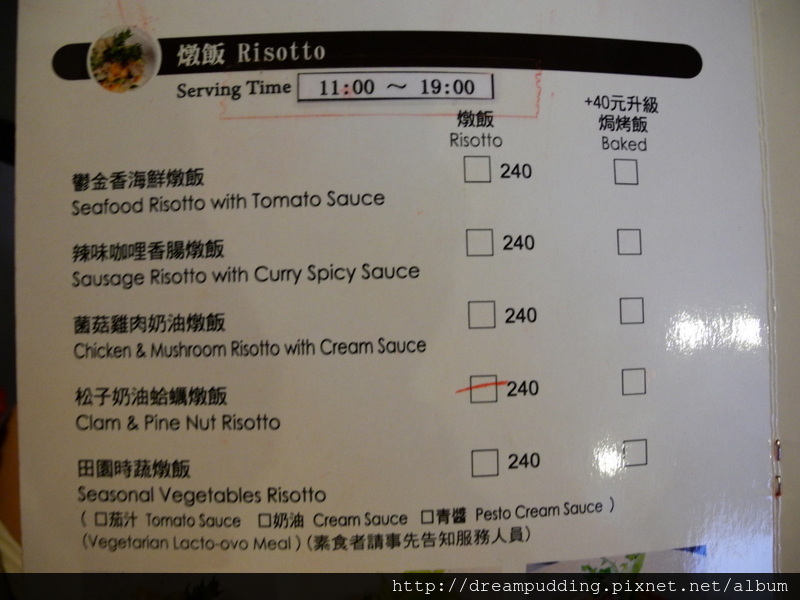 燉飯 Risotto
Serving Time 11:00 ～ 19:00
燉飯
Risotto
+40元升級
焗烤飯
Baked
鬱金香海鮮燉飯
Seafood Risotto with Tomato Sauce
□ 240 □
辣味咖哩香腸燉飯
Sausage Risotto with Curry Spicy Sauce
□ 240 □
菌菇雞肉奶油燉飯
Chicken & Mushroom Risotto with Cream Sauce
□ 240 □
松子奶油蛤蠣燉飯
Clam & Pine Nut Risotto
□ 240 □
田園時蔬燉飯
Seasonal Vegetables Risotto
□ 240 □
( □茄汁 Tomato Sauce □奶油 Cream Sauce □青醬 Pesto Cream Sauce )
(Vegetarian Lacto-ovo Meal ) (素食者請事先告知服務人員)
http://dreampudding.pixnet.net/album